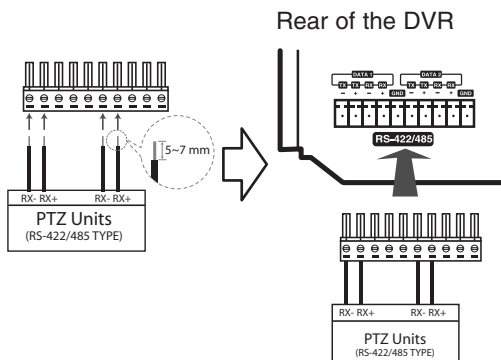 Rear of the DVR
DATA 1 DATA 2
TX TX RX RX TX TX RX RX
- + - + GND - + - + GND
RS-422/485
5~7 mm
RX- RX+ RX- RX+
PTZ Units
(RS-422/485 TYPE)
RX- RX+ RX- RX+
PTZ Units
(RS-422/485 TYPE)